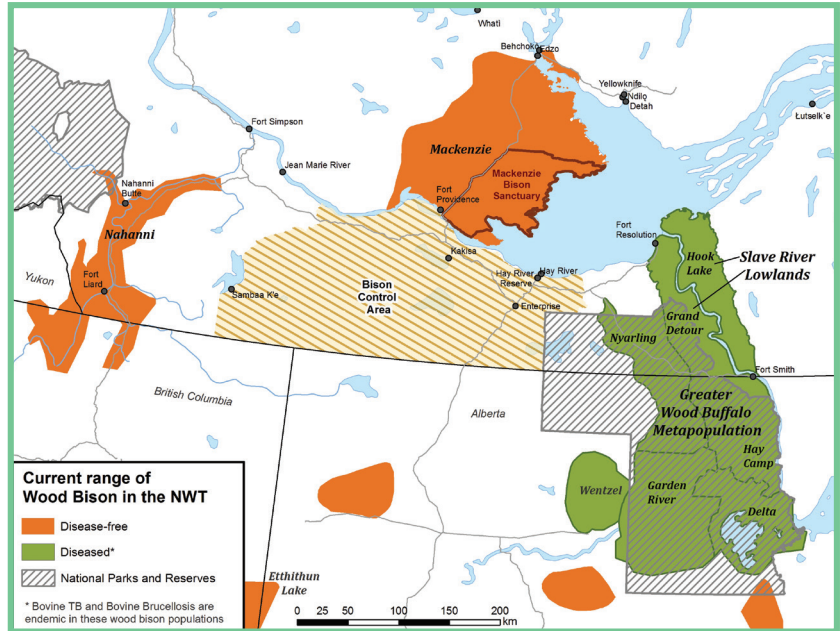 Whatì
Behchokǫ̀
Edzo
Yellowknife
Ndilǫ
Detah
Łutselk'e
Fort Simpson
Mackenzie
Jean Marie River
Mackenzie
Bison
Sanctuary
Nahanni
Butte
Fort
Providence
Nahanni
Fort
Resolution
Kakisa
Hook
Lake
Slave River
Lowlands
Yukon
Fort
Liard
Sambaa K'e
Bison
Control
Area
Hay River
Reserve
Hay River
Enterprise
Grand
Detour
Nyarling
Fort Smith
British Columbia
Alberta
Greater
Wood Buffalo
Metapopulation
Hay
Camp
Wentzel
Garden
River
Delta
Current range of
Wood Bison in the NWT
Disease-free
Diseased*
National Parks and Reserves
* Bovine TB and Bovine Brucellosis are
endemic in these wood bison populations
Etthithun
Lake
0 25 50 100 150 200
km